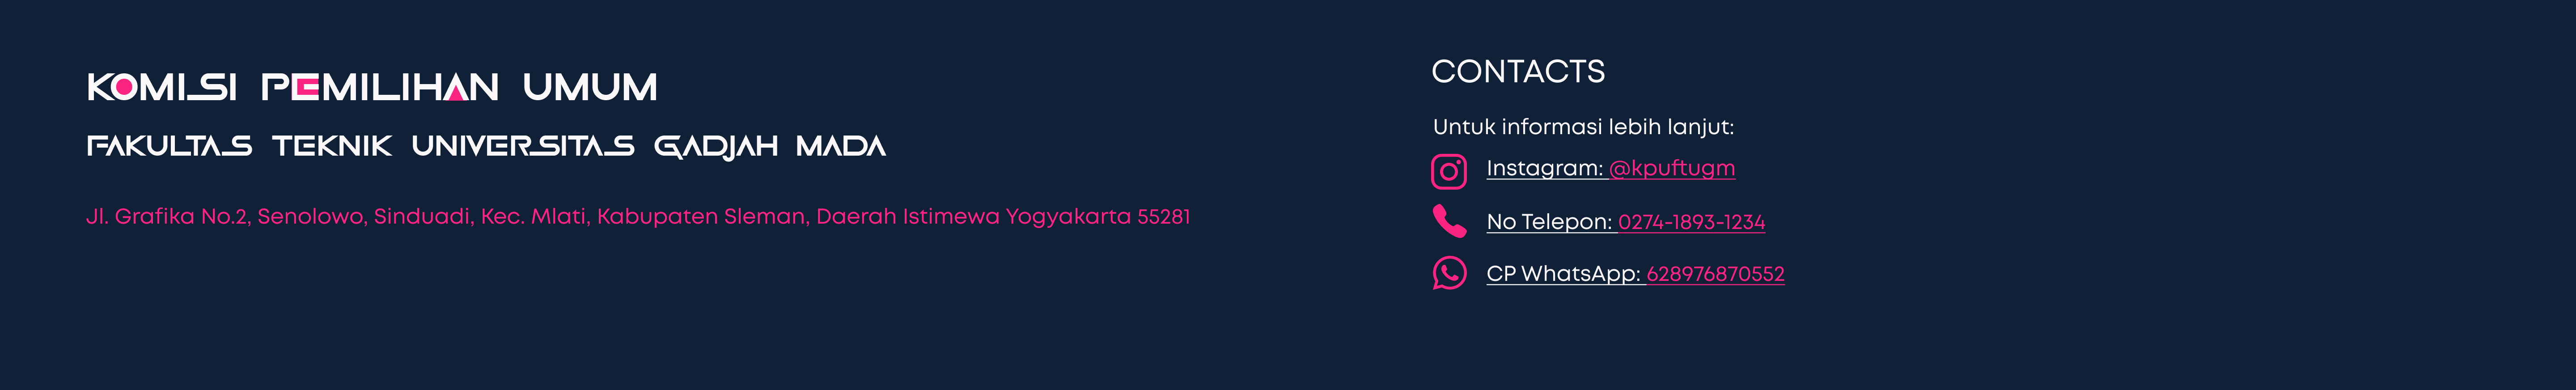 KOMISI PEMILIHAN UMUM
FAKULTAS TEKNIK UNIVERSITAS GADJAH MADA
Jl. Grafika No.2, Senolowo, Sinduadi, Kec. Mlati, Kabupaten Sleman, Daerah Istimewa Yogyakarta 55281
CONTACTS
Untuk informasi lebih lanjut:
Instagram: @kpuftugm
No Telepon: 0274-1893-1234
CP WhatsApp: 628976870552